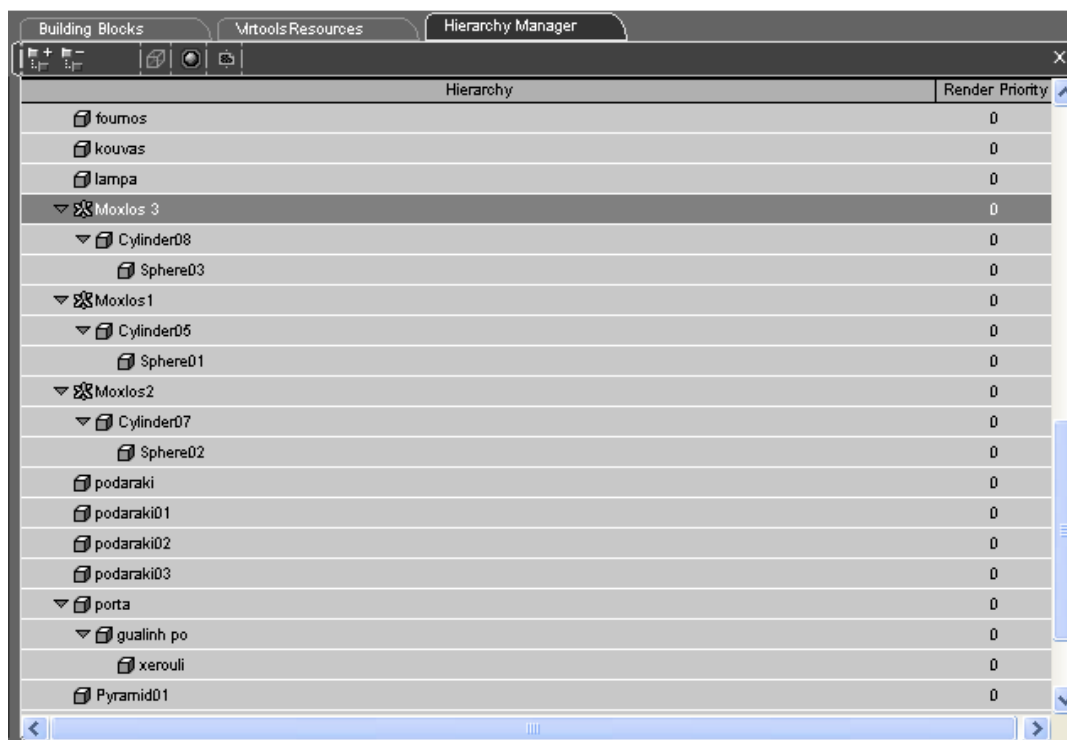 Building Blocks Virtools Resources Hierarchy Manager
Hierarchy Render Priority
fournos 0
kouvas 0
lampa 0
Moxlos 3 0
Cylinder08 0
Sphere03 0
Moxlos1 0
Cylinder05 0
Sphere01 0
Moxlos2 0
Cylinder07 0
Sphere02 0
podaraki 0
podaraki01 0
podaraki02 0
podaraki03 0
porta 0
gualinh po 0
xerouli 0
Pyramid01 0